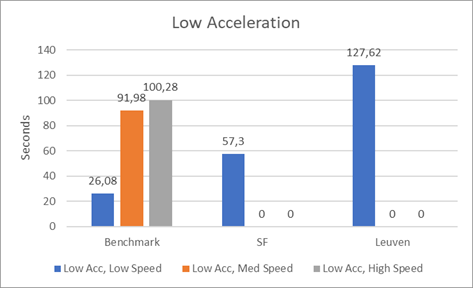 Low Acceleration
Seconds
140
120
100
80
60
40
20
0
26,08
91,98
100,28
57,3
0
0
127,62
0
0
Benchmark
SF
Leuven
Low Acc, Low Speed
Low Acc, Med Speed
Low Acc, High Speed